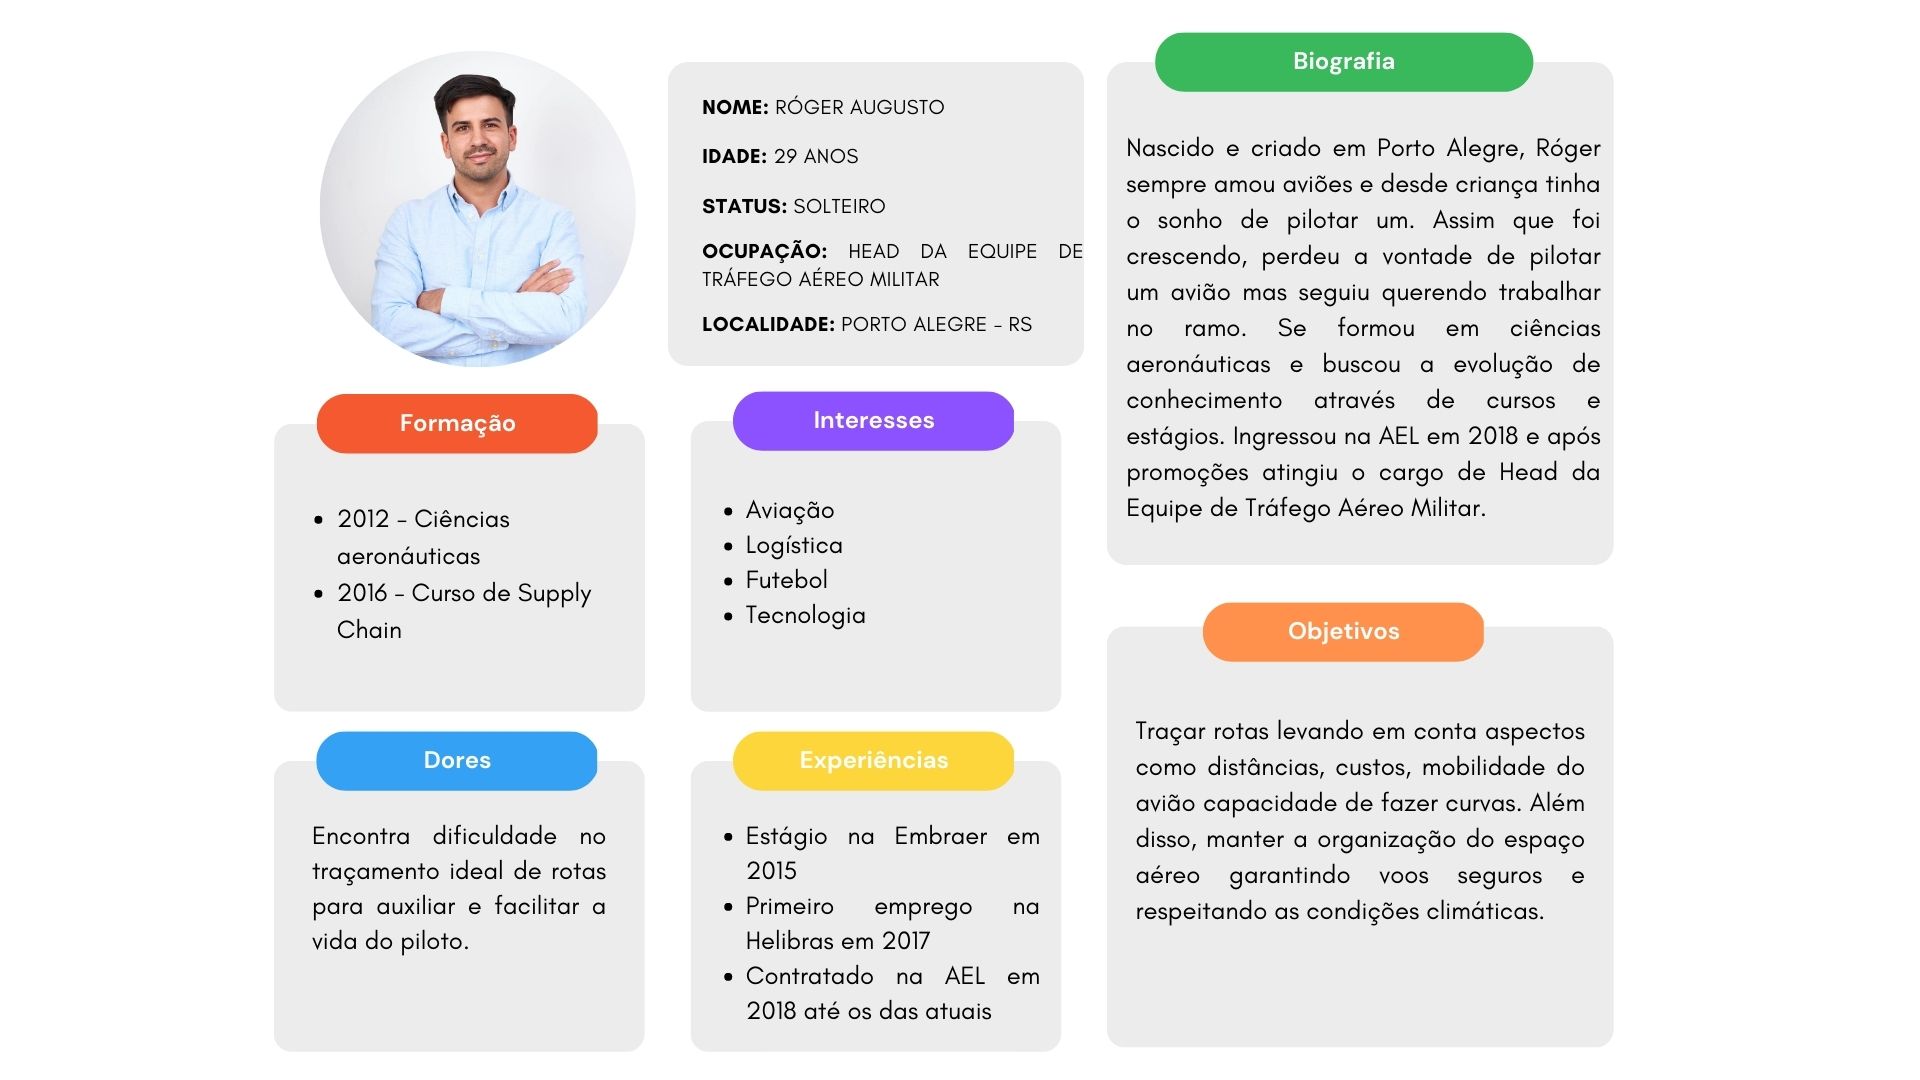 NOME: RÓGER AUGUSTO
IDADE: 29 ANOS
STATUS: SOLTEIRO
OCUPAÇÃO: HEAD DA EQUIPE DE
TRÁFEGO AÉREO MILITAR
LOCALIDADE: PORTO ALEGRE - RS
Biografia
Nascido e criado em Porto Alegre, Róger
sempre amou aviões e desde criança tinha
o sonho de pilotar um. Assim que foi
crescendo, perdeu a vontade de pilotar
um avião mas seguiu querendo trabalhar
no ramo. Se formou em ciências
aeronáuticas e buscou a evolução de
conhecimento através de cursos e
estágios. Ingressou na AEL em 2018 e após
promoções atingiu o cargo de Head da
Equipe de Tráfego Aéreo Militar.
Formação
• 2012 - Ciências
aeronáuticas
• 2016 - Curso de Supply
Chain
Interesses
• Aviação
• Logística
• Futebol
• Tecnologia
Objetivos
Traçar rotas levando em conta aspectos
como distâncias, custos, mobilidade do
avião capacidade de fazer curvas. Além
disso, manter a organização do espaço
aéreo garantindo voos seguros e
respeitando as condições climáticas.
Dores
Encontra dificuldade no
traçamento ideal de rotas
para auxiliar e facilitar a
vida do piloto.
Experiências
• Estágio na Embraer em
2015
• Primeiro emprego na
Helibras em 2017
• Contratado na AEL em
2018 até os das atuais